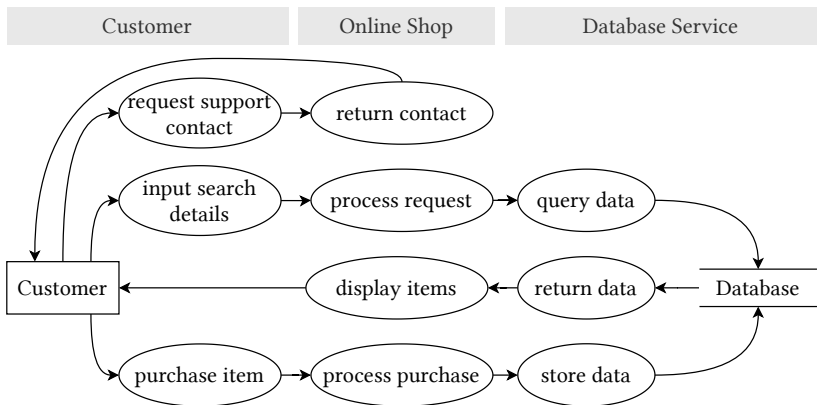 Customer
Online Shop
Database Service
request support
contact
return contact
input search
details
process request
query data
Customer
display items
return data
Database
purchase item
process purchase
store data